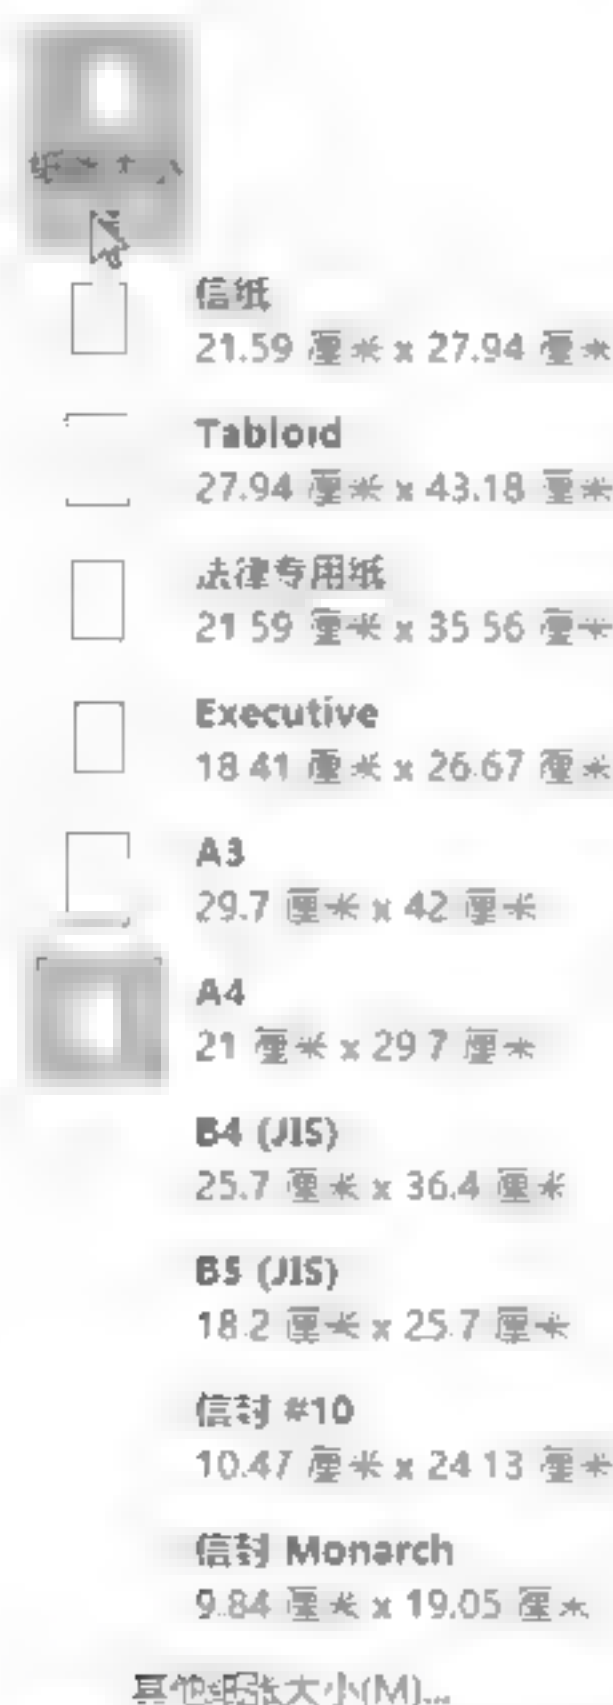 信纸
21.59 厘米 x 27.94 厘米
Tabloid
27.94 厘米 x 43.18 厘米
法律专用纸
21.59 厘米 x 35.56 厘米
Executive
18.41 厘米 x 26.67 厘米
A3
29.7 厘米 x 42 厘米
A4
21 厘米 x 29.7 厘米
B4 (JIS)
25.7 厘米 x 36.4 厘米
B5 (JIS)
18.2 厘米 x 25.7 厘米
信封 #10
10.47 厘米 x 24.13 厘米
信封 Monarch
9.84 厘米 x 19.05 厘米
其他纸张大小(M)...